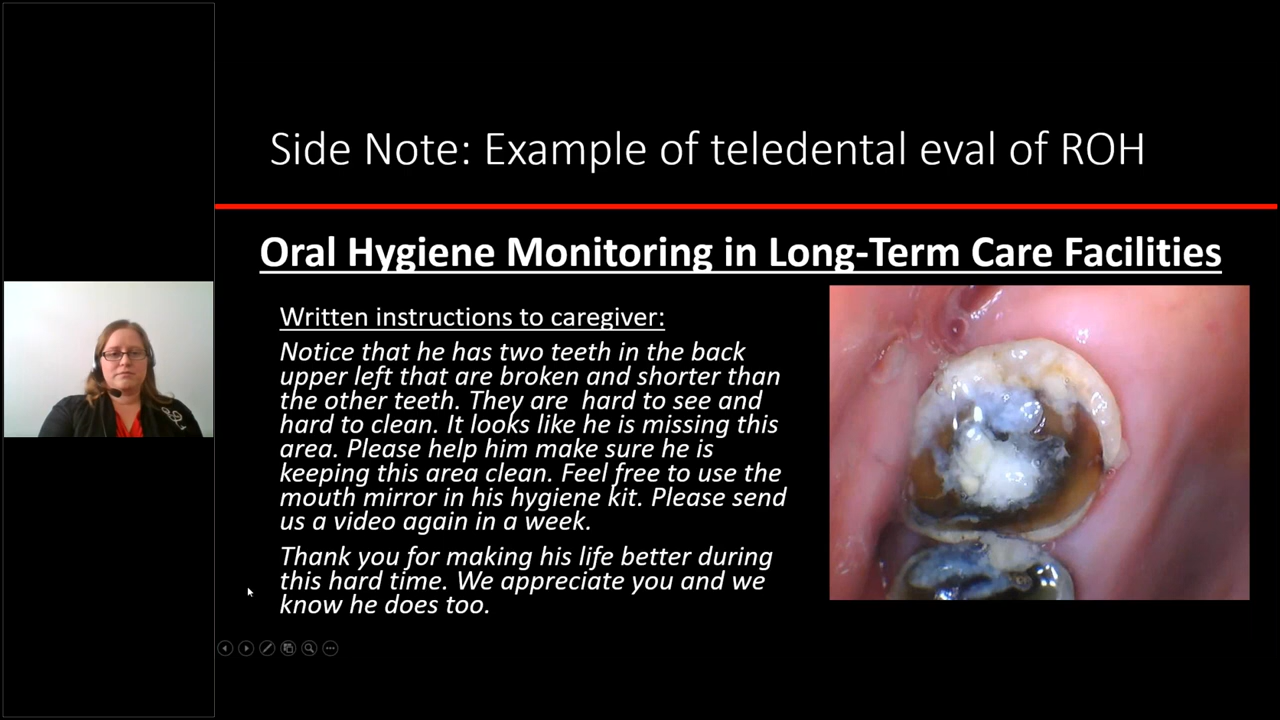 Side Note: Example of teledental eval of ROH
Oral Hygiene Monitoring in Long-Term Care Facilities
Written instructions to caregiver:
Notice that he has two teeth in the back
upper left that are broken and shorter than
the other teeth. They are  hard to see and
hard to clean. It looks like he is missing this
area. Please help him make sure he is
keeping this area clean. Feel free to use the
mouth mirror in his hygiene kit. Please send
us a video again in a week.
Thank you for making his life better during
this hard time. We appreciate you and we
know he does too.